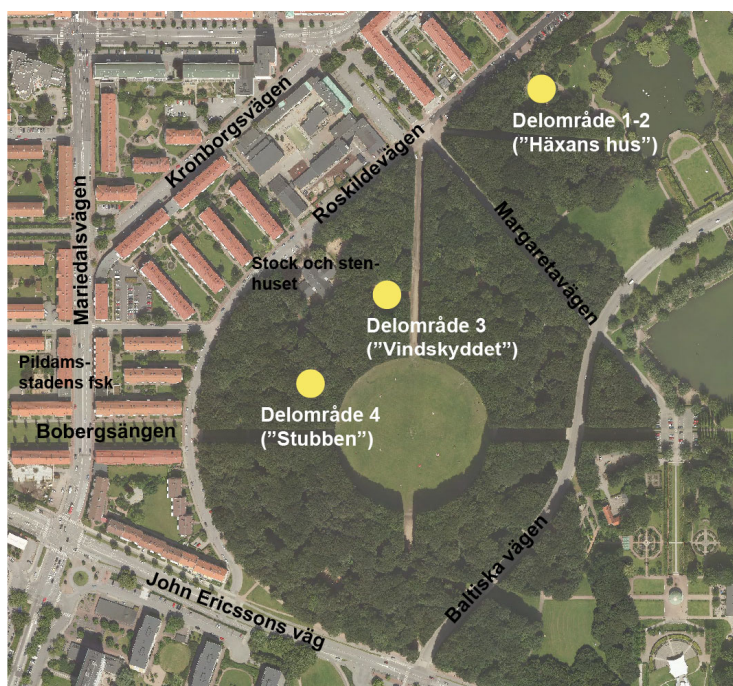 Kronborgsvägen
Delområde 1-2
("Häxans hus")
Roskildevägen
Mariedalsvägen
Margaretavägen
Stock och sten-
huset
Delområde 3
("Vindskyddet")
Pildams-
stadens fsk
Delområde 4
("Stubben")
Bobergsängen
Baltiska vägen
John Ericssons väg